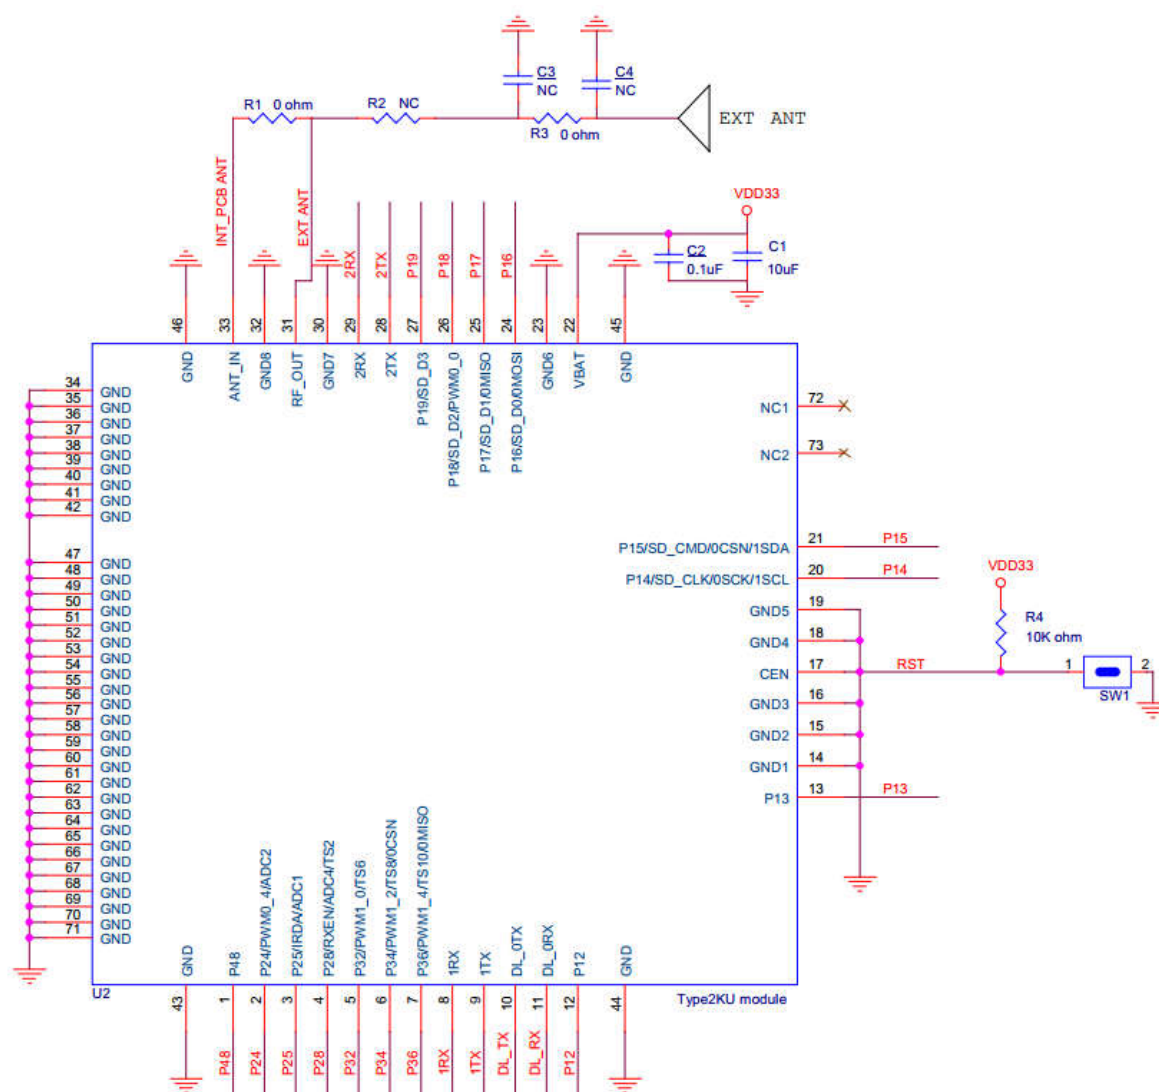 C3
NC
C4
NC
R1 0 ohm
R2 NC
R3 0 ohm
EXT ANT
INT_PCB ANT
EXT ANT
2RX
2TX
P19
P18
P17
P16
VDD33
C2
0.1uF
C1
10uF
46
33
32
31
30
29
28
27
26
25
24
23
22
45
GND
ANT_IN
GND8
RF_OUT
GND7
2RX
2TX
P19/SD_D3
P18/SD_D2/PWM0_0
P17/SD_D1/0MISO
P16/SD_D0/0MOSI
GND6
VBAT
GND
34 GND
35 GND
36 GND
37 GND
38 GND
39 GND
40 GND
41 GND
42 GND
47 GND
48 GND
49 GND
50 GND
51 GND
52 GND
53 GND
54 GND
55 GND
56 GND
57 GND
58 GND
59 GND
60 GND
61 GND
62 GND
63 GND
64 GND
65 GND
66 GND
67 GND
68 GND
69 GND
70 GND
71 GND
NC1 72
NC2 73
P15/SD_CMD/0CSN/1SDA 21 P15
P14/SD_CLK/0SCK/1SCL 20 P14
GND5 19
GND4 18
CEN 17 RST
GND3 16
GND2 15
GND1 14
P13 13 P13
VDD33
R4
10K ohm
1 2
SW1
GND
P48
P24/PWM0_4/ADC2
P25/IRDA/ADC1
P28/RXEN/ADC4/TS2
P32/PWM1_0/TS6
P34/PWM1_2/TS8/0CSN
P36/PWM1_4/TS10/0MISO
1RX
1TX
DL_0TX
DL_0RX
P12
GND
U2
Type2KU module
43
1
2
3
4
5
6
7
8
9
10
11
12
44
P48
P24
P25
P28
P32
P34
P36
1RX
1TX
DL_TX
DL_RX
P12